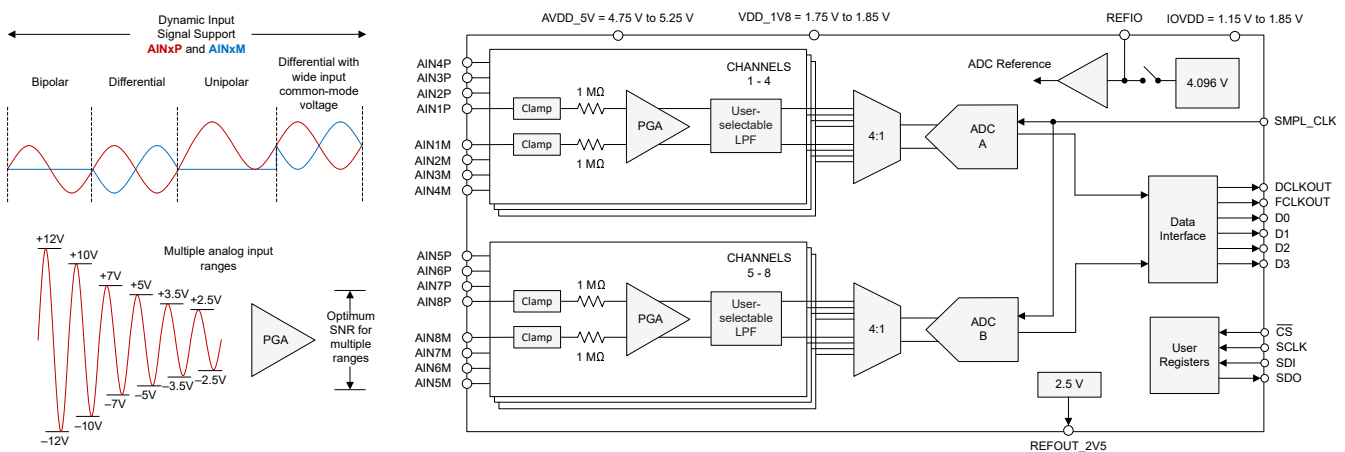 Dynamic Input
Signal Support
AINxP and AINxM
Bipolar
Differential
Unipolar
Differential with
wide input
common-mode
voltage
+12V
+10V
+7V
+5V
+3.5V
+2.5V
–12V
–10V
–7V
–5V
–3.5V
–2.5V
Multiple analog input
ranges
PGA
Optimum
SNR for
multiple
ranges
AVDD_5V = 4.75 V to 5.25 V
VDD_1V8 = 1.75 V to 1.85 V
REFIO
IOVDD = 1.15 V to 1.85 V
AIN4P
AIN3P
AIN2P
AIN1P
AIN1M
AIN2M
AIN3M
AIN4M
CHANNELS
1 - 4
Clamp
1 MΩ
Clamp
1 MΩ
PGA
User-
selectable
LPF
4:1
ADC
A
ADC Reference
4.096 V
SMPL_CLK
AIN5P
AIN6P
AIN7P
AIN8P
AIN8M
AIN7M
AIN6M
AIN5M
CHANNELS
5 - 8
Clamp
1 MΩ
Clamp
1 MΩ
PGA
User-
selectable
LPF
4:1
ADC
B
Data
Interface
DCLKOUT
FCLKOUT
D0
D1
D2
D3
User
Registers
CS
SCLK
SDI
SDO
2.5 V
REFOUT_2V5